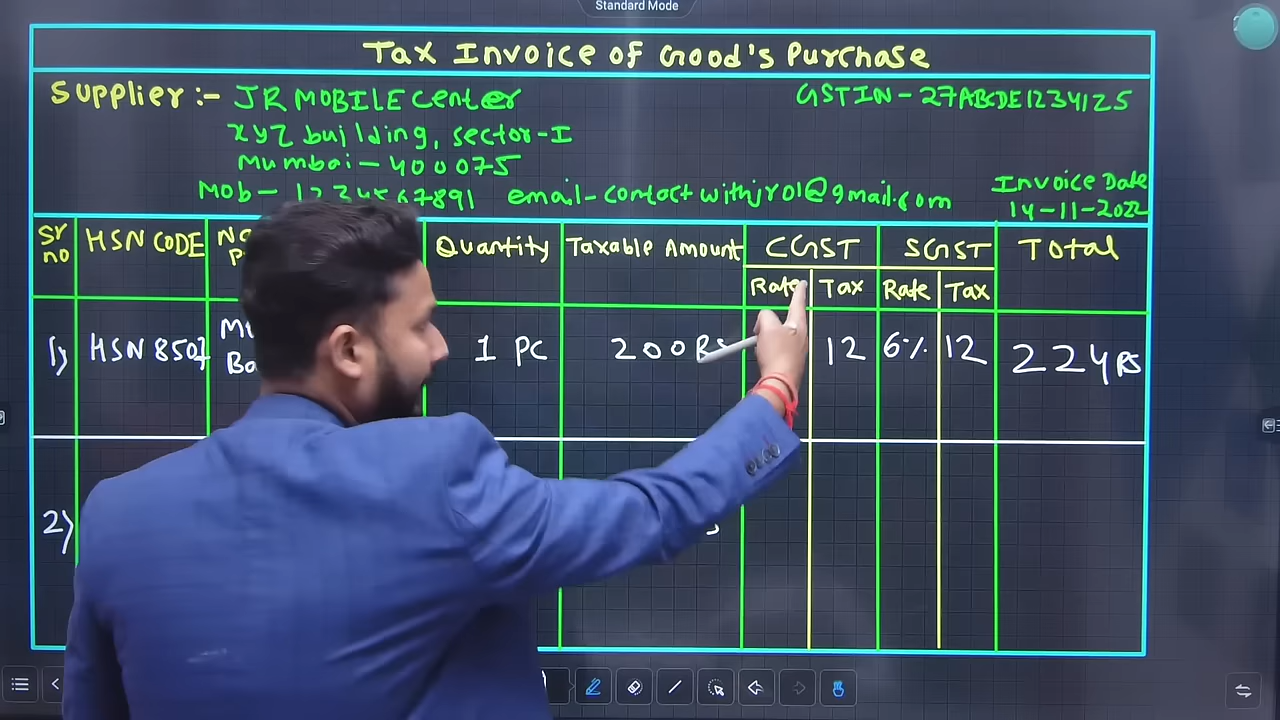 Standard Mode
Tax Invoice of Good's Purchase
Supplier :- JR MOBILE Center
GSTIN - 27ABCDE1234125
xyz building, sector-I
Mumbai - 400075
Mob - 1234567891 email-contactwithjr01@gmail.com
Invoice Date
14-11-2022
Sr no
HSN CODE
Quantity
Taxable Amount
CGST
SGST
Total
Rate
Tax
Rate
Tax
1)
HSN 8507
1 PC
200 Rs
12
6%
12
224 Rs
2)